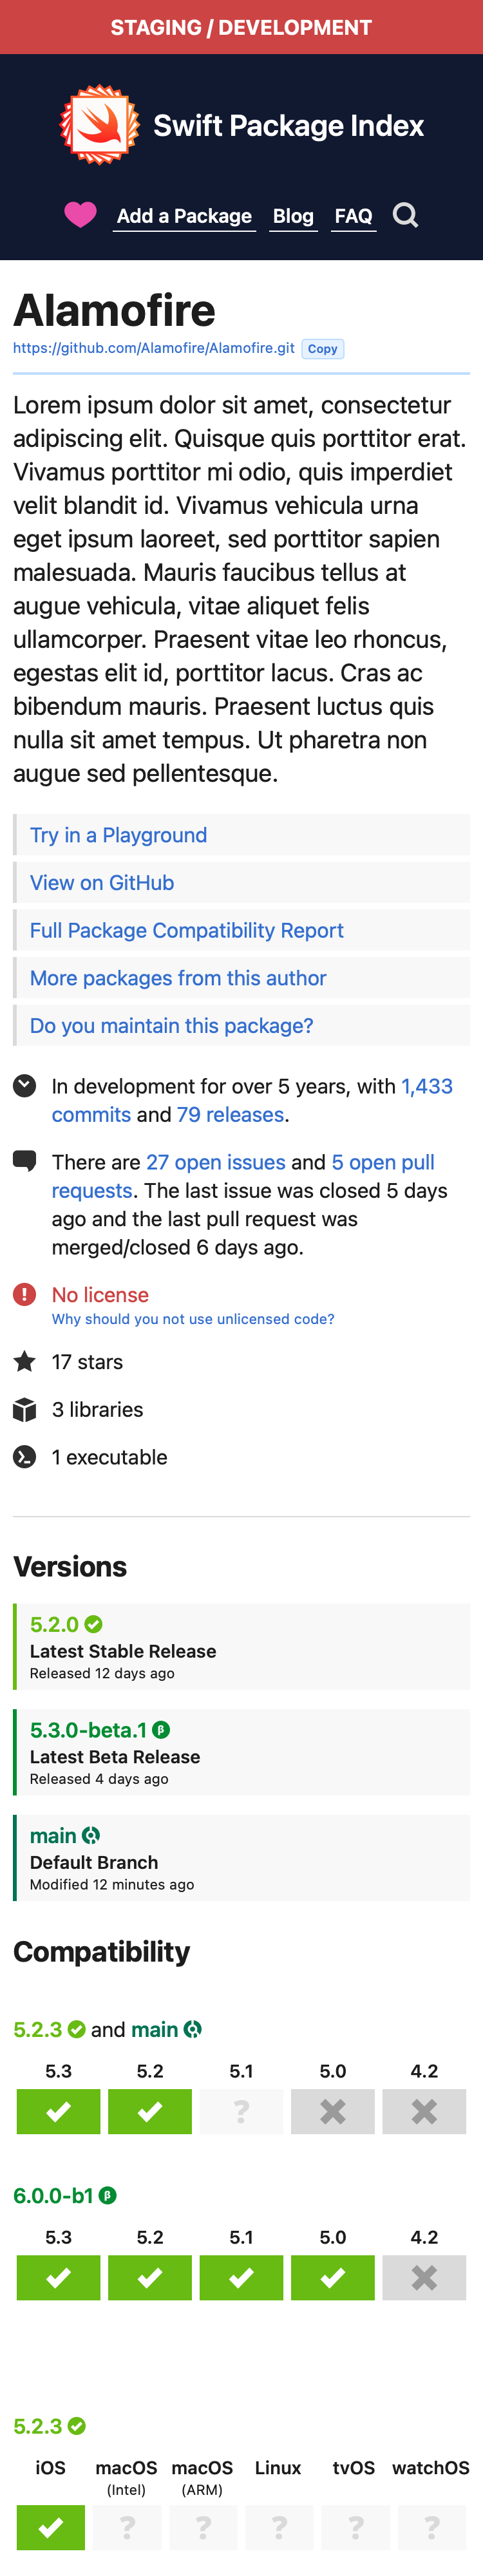 STAGING / DEVELOPMENT
Swift Package Index
Add a Package Blog FAQ
Alamofire
https://github.com/Alamofire/Alamofire.git Copy
Lorem ipsum dolor sit amet, consectetur
adipiscing elit. Quisque quis porttitor erat.
Vivamus porttitor mi odio, quis imperdiet
velit blandit id. Vivamus vehicula urna
eget ipsum laoreet, sed porttitor sapien
malesuada. Mauris faucibus tellus at
augue vehicula, vitae aliquet felis
ullamcorper. Praesent vitae leo rhoncus,
egestas elit id, porttitor lacus. Cras ac
bibendum mauris. Praesent luctus quis
nulla sit amet tempus. Ut pharetra non
augue sed pellentesque.
Try in a Playground
View on GitHub
Full Package Compatibility Report
More packages from this author
Do you maintain this package?
In development for over 5 years, with 1,433
commits and 79 releases.
There are 27 open issues and 5 open pull
requests. The last issue was closed 5 days
ago and the last pull request was
merged/closed 6 days ago.
No license
Why should you not use unlicensed code?
17 stars
3 libraries
1 executable
Versions
5.2.0
Latest Stable Release
Released 12 days ago
5.3.0-beta.1 β
Latest Beta Release
Released 4 days ago
main
Default Branch
Modified 12 minutes ago
Compatibility
5.2.3 and main
5.3 5.2 5.1 5.0 4.2
?
6.0.0-b1 β
5.3 5.2 5.1 5.0 4.2
5.2.3
iOS macOS macOS Linux tvOS watchOS
(Intel) (ARM)
? ? ? ? ?